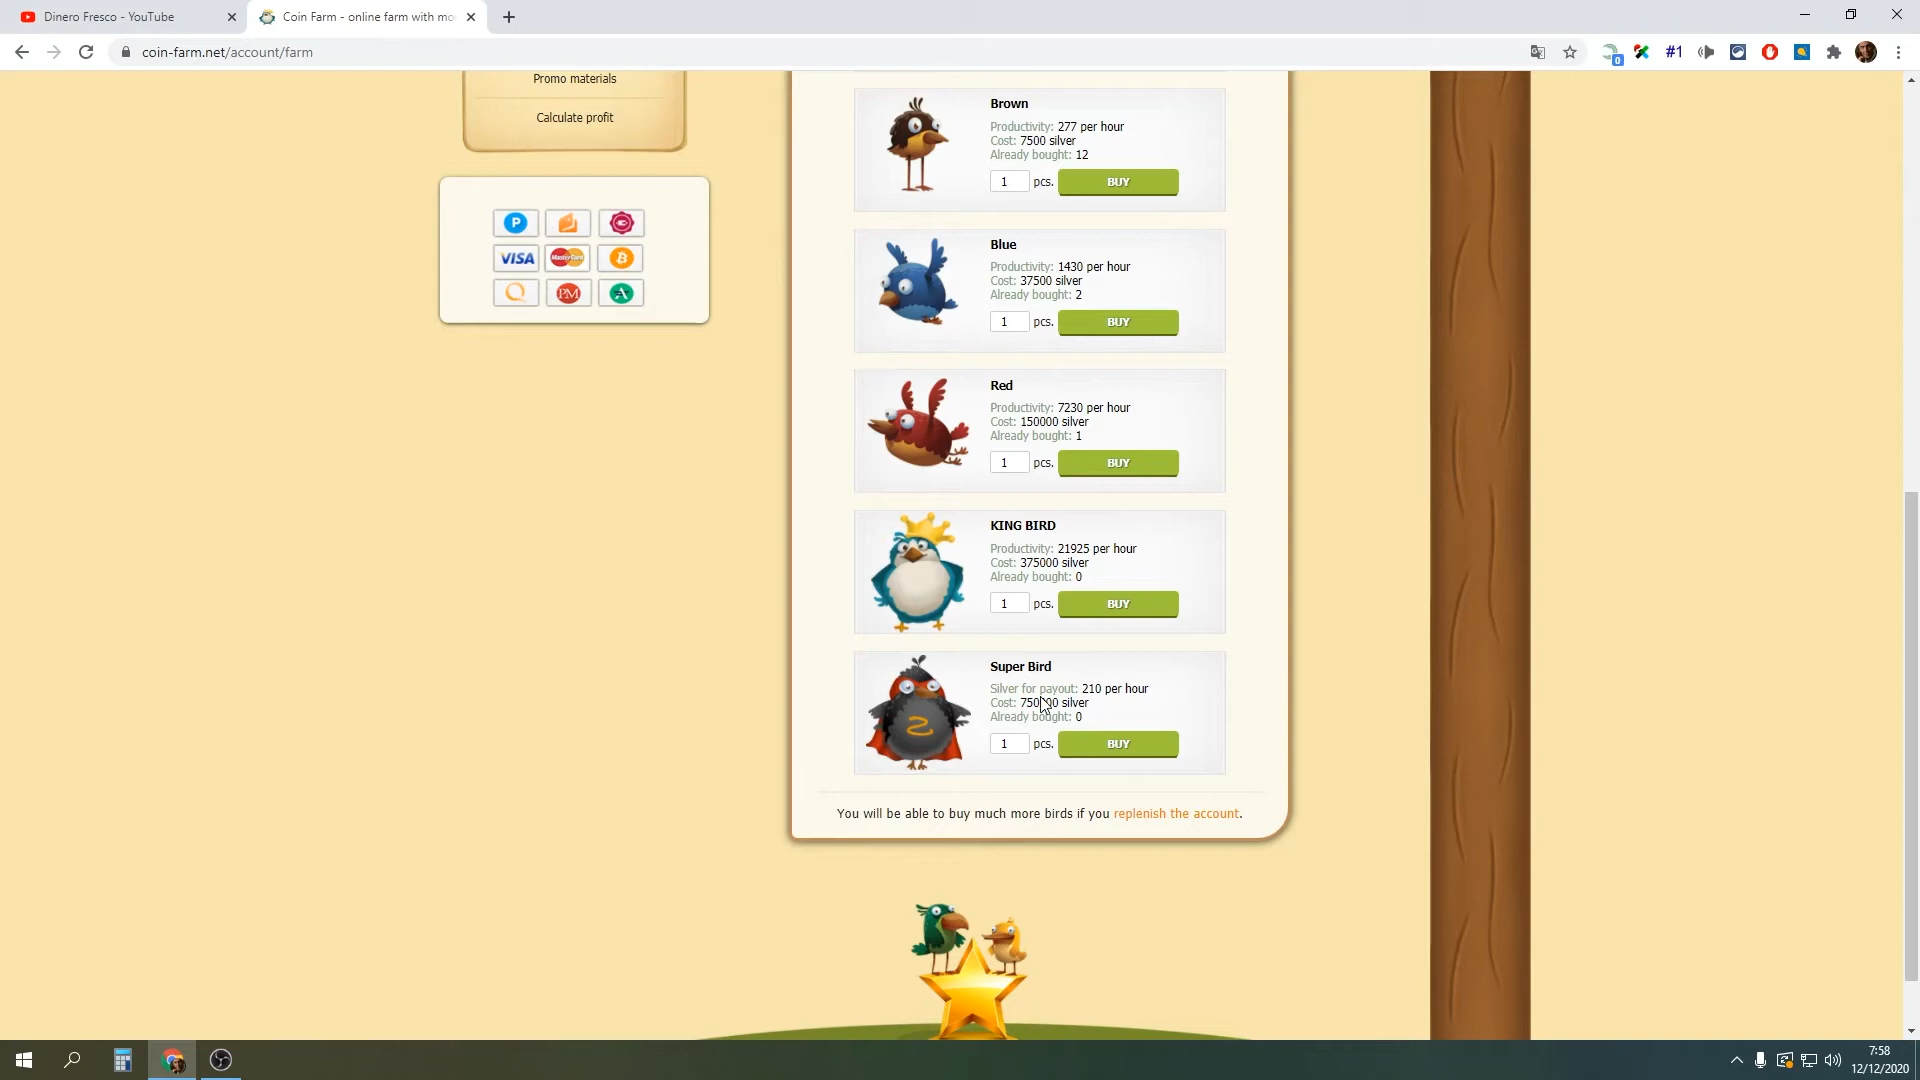 Dinero Fresco - YouTube
Coin Farm - online farm with mo
coin-farm.net/account/farm
#1
0
Promo materials
Calculate profit
P
VISA
MasterCard
PM
Brown
Productivity: 277 per hour
Cost: 7500 silver
Already bought: 12
1 pcs. BUY
Blue
Productivity: 1430 per hour
Cost: 37500 silver
Already bought: 2
1 pcs. BUY
Red
Productivity: 7230 per hour
Cost: 150000 silver
Already bought: 1
1 pcs. BUY
KING BIRD
Productivity: 21925 per hour
Cost: 375000 silver
Already bought: 0
1 pcs. BUY
Super Bird
Silver for payout: 210 per hour
Cost: 750000 silver
Already bought: 0
1 pcs. BUY
You will be able to buy much more birds if you replenish the account.
7:58
12/12/2020